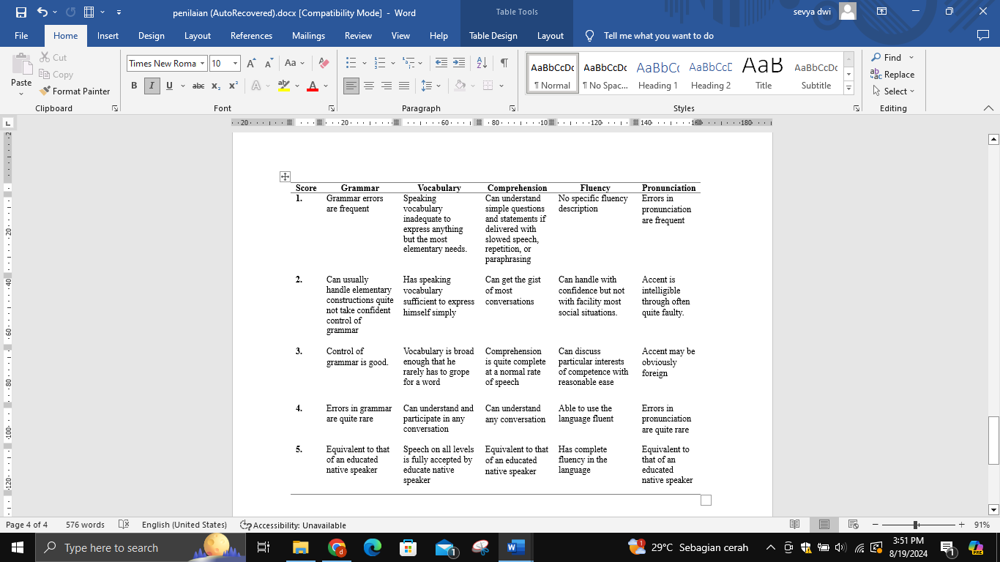 penilaian (AutoRecovered).docx [Compatibility Mode] - Word
Table Tools
sevya dwi
File Home Insert Design Layout References Mailings Review View Help Table Design Layout Tell me what you want to do
Paste
Cut
Copy
Format Painter
Clipboard
Times New Roma 10
Font
Paragraph
AaBbCcDc AaBbCcDc AaBbCc AaBbCcD AaB AaBbCcDc
¶ Normal ¶ No Spac... Heading 1 Heading 2 Title Subtitle
Styles
Find
Replace
Select
Editing
Score Grammar Vocabulary Comprehension Fluency Pronunciation
1.
Grammar errors
are frequent
Speaking
vocabulary
inadequate to
express anything
but the most
elementary needs.
Can understand
simple questions
and statements if
delivered with
slowed speech,
repetition, or
paraphrasing
No specific fluency
description
Errors in
pronunciation
are frequent
2.
Can usually
handle elementary
constructions quite
not take confident
control of
grammar
Has speaking
vocabulary
sufficient to express
himself simply
Can get the gist
of most
conversations
Can handle with
confidence but not
with facility most
social situations.
Accent is
intelligible
through often
quite faulty.
3.
Control of
grammar is good.
Vocabulary is broad
enough that he
rarely has to grope
for a word
Comprehension
is quite complete
at a normal rate
of speech
Can discuss
particular interests
of competence with
reasonable ease
Accent may be
obviously
foreign
4.
Errors in grammar
are quite rare
Can understand and
participate in any
conversation
Can understand
any conversation
Able to use the
language fluent
Errors in
pronunciation
are quite rare
5.
Equivalent to that
of an educated
native speaker
Speech on all levels
is fully accepted by
educate native
speaker
Equivalent to that
of an educated
native speaker
Has complete
fluency in the
language
Equivalent to
that of an
educated
native speaker
Page 4 of 4 576 words English (United States) Accessibility: Unavailable 91%
Type here to search
29°C Sebagian cerah
3:51 PM
8/19/2024